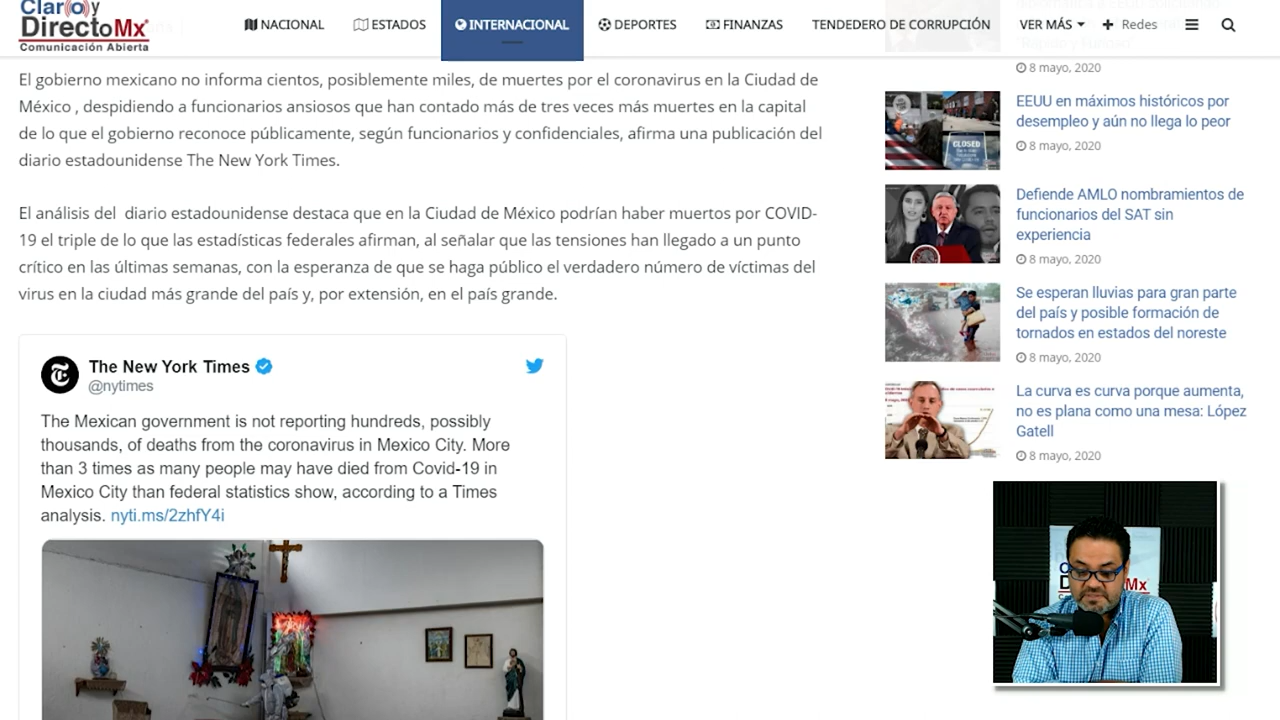 Claro y
DirectoMx
Comunicación Abierta
NACIONAL
ESTADOS
INTERNACIONAL
DEPORTES
FINANZAS
TENDEDERO DE CORRUPCIÓN
VER MÁS
Redes
El gobierno mexicano no informa cientos, posiblemente miles, de muertes por el coronavirus en la Ciudad de
México , despidiendo a funcionarios ansiosos que han contado más de tres veces más muertes en la capital
de lo que el gobierno reconoce públicamente, según funcionarios y confidenciales, afirma una publicación del
diario estadounidense The New York Times.
El análisis del  diario estadounidense destaca que en la Ciudad de México podrían haber muertos por COVID-
19 el triple de lo que las estadísticas federales afirman, al señalar que las tensiones han llegado a un punto
crítico en las últimas semanas, con la esperanza de que se haga público el verdadero número de víctimas del
virus en la ciudad más grande del país y, por extensión, en el país grande.
The New York Times
@nytimes
The Mexican government is not reporting hundreds, possibly
thousands, of deaths from the coronavirus in Mexico City. More
than 3 times as many people may have died from Covid-19 in
Mexico City than federal statistics show, according to a Times
analysis. nyti.ms/2zhfY4i
8 mayo, 2020
EEUU en máximos históricos por
desempleo y aún no llega lo peor
8 mayo, 2020
CLOSED
Defiende AMLO nombramientos de
funcionarios del SAT sin
experiencia
8 mayo, 2020
Se esperan lluvias para gran parte
del país y posible formación de
tornados en estados del noreste
8 mayo, 2020
La curva es curva porque aumenta,
no es plana como una mesa: López
Gatell
8 mayo, 2020
Mx